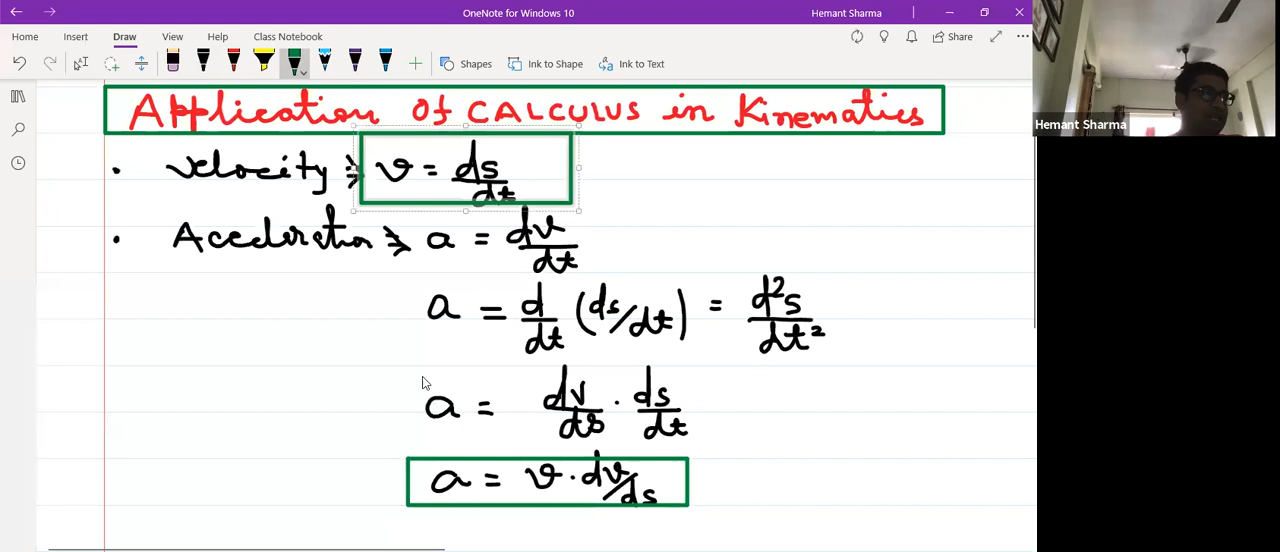 OneNote for Windows 10
Hemant Sharma
Home Insert Draw View Help Class Notebook
Share
Shapes Ink to Shape Ink to Text
Application Of CALCULUS in Kinematics
• Velocity ⇒ v = ds/dt
• Acceleration ⇒ a = dv/dt
a = d/dt (ds/dt) = d²s/dt²
a = dv/ds · ds/dt
a = v · dv/ds
Hemant Sharma